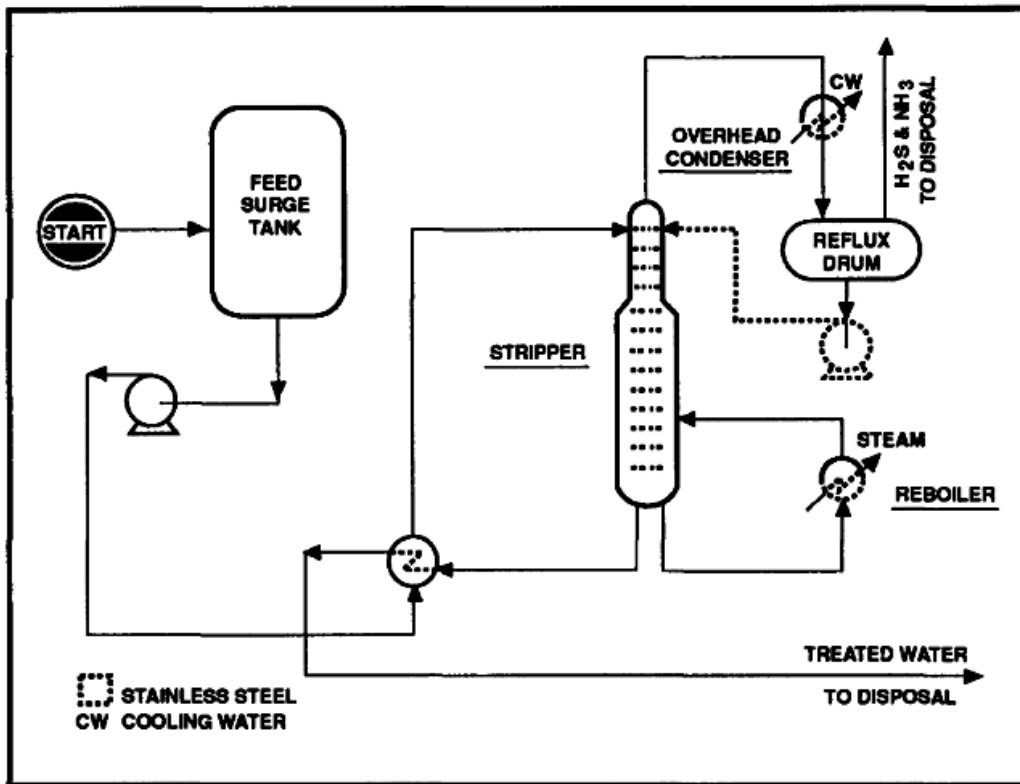 START
FEED
SURGE
TANK
CW
OVERHEAD
CONDENSER
H₂S & NH₃
TO DISPOSAL
REFLUX
DRUM
STRIPPER
STEAM
REBOILER
TREATED WATER
TO DISPOSAL
STAINLESS STEEL
CW COOLING WATER